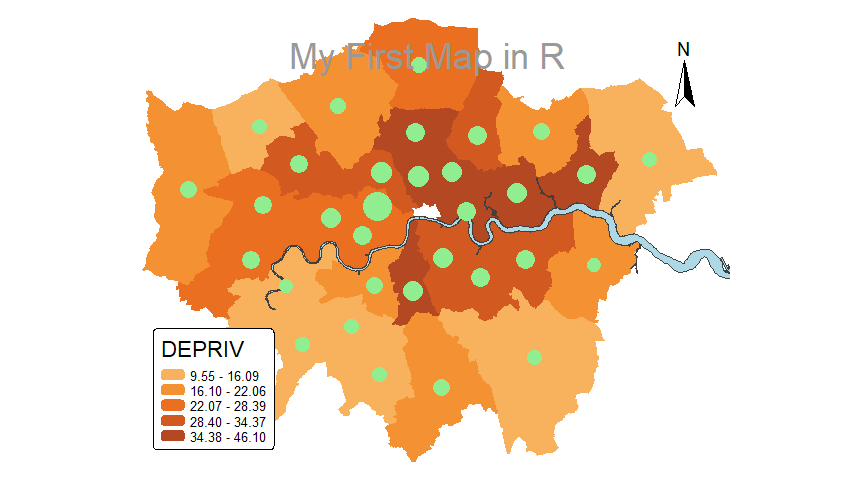 My First Map in R
N
DEPRIV
9.55 - 16.09
16.10 - 22.06
22.07 - 28.39
28.40 - 34.37
34.38 - 46.10